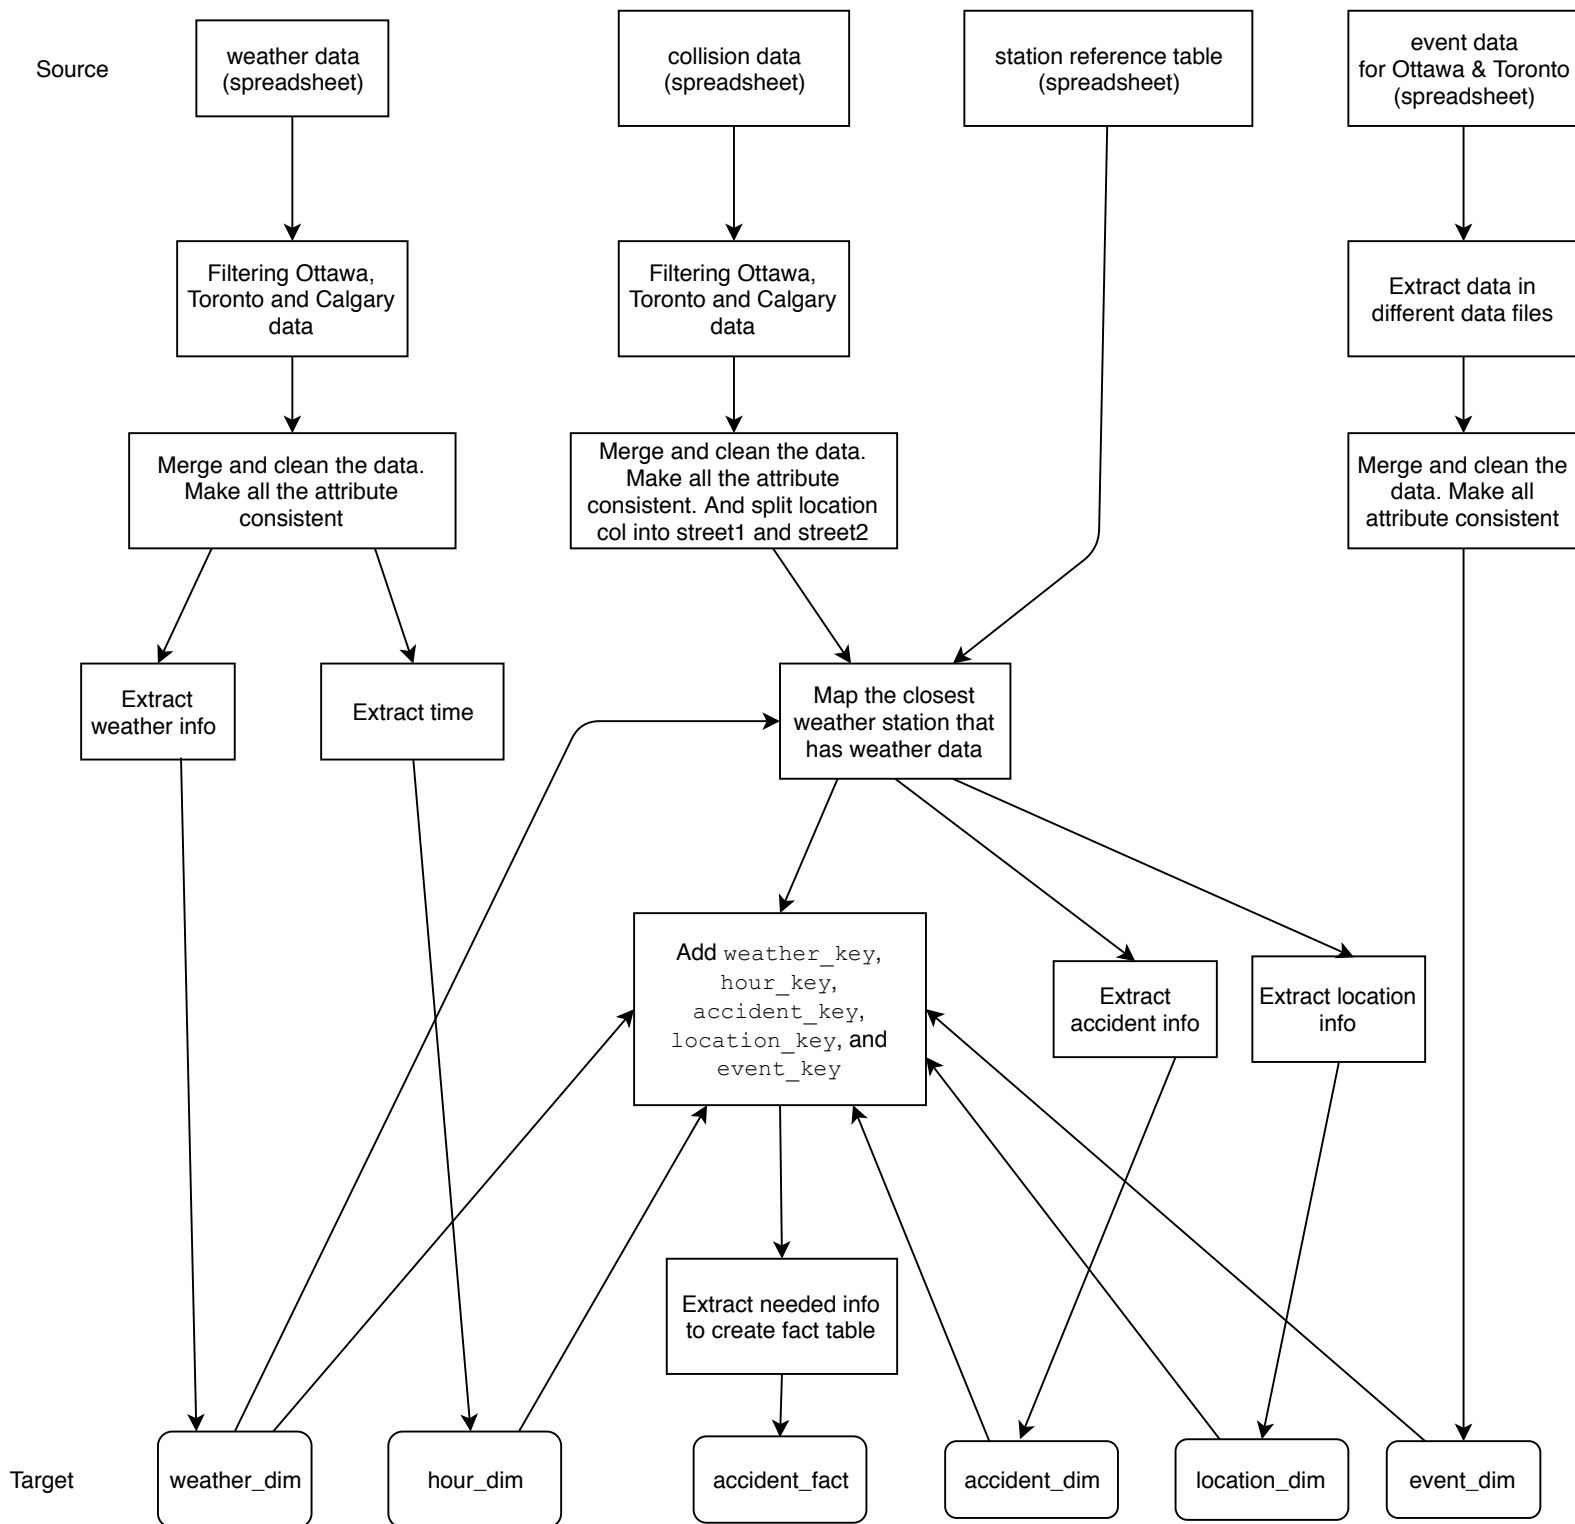 Source
weather data
(spreadsheet)
collision data
(spreadsheet)
station reference table
(spreadsheet)
event data
for Ottawa & Toronto
(spreadsheet)
Filtering Ottawa,
Toronto and Calgary
data
Filtering Ottawa,
Toronto and Calgary
data
Extract data in
different data files
Merge and clean the data.
Make all the attribute
consistent
Merge and clean the data.
Make all the attribute
consistent. And split location
col into street1 and street2
Merge and clean the
data. Make all
attribute consistent
Extract
weather info
Extract time
Map the closest
weather station that
has weather data
Add weather_key,
hour_key,
accident_key,
location_key, and
event_key
Extract
accident info
Extract location
info
Extract needed info
to create fact table
Target
weather_dim
hour_dim
accident_fact
accident_dim
location_dim
event_dim